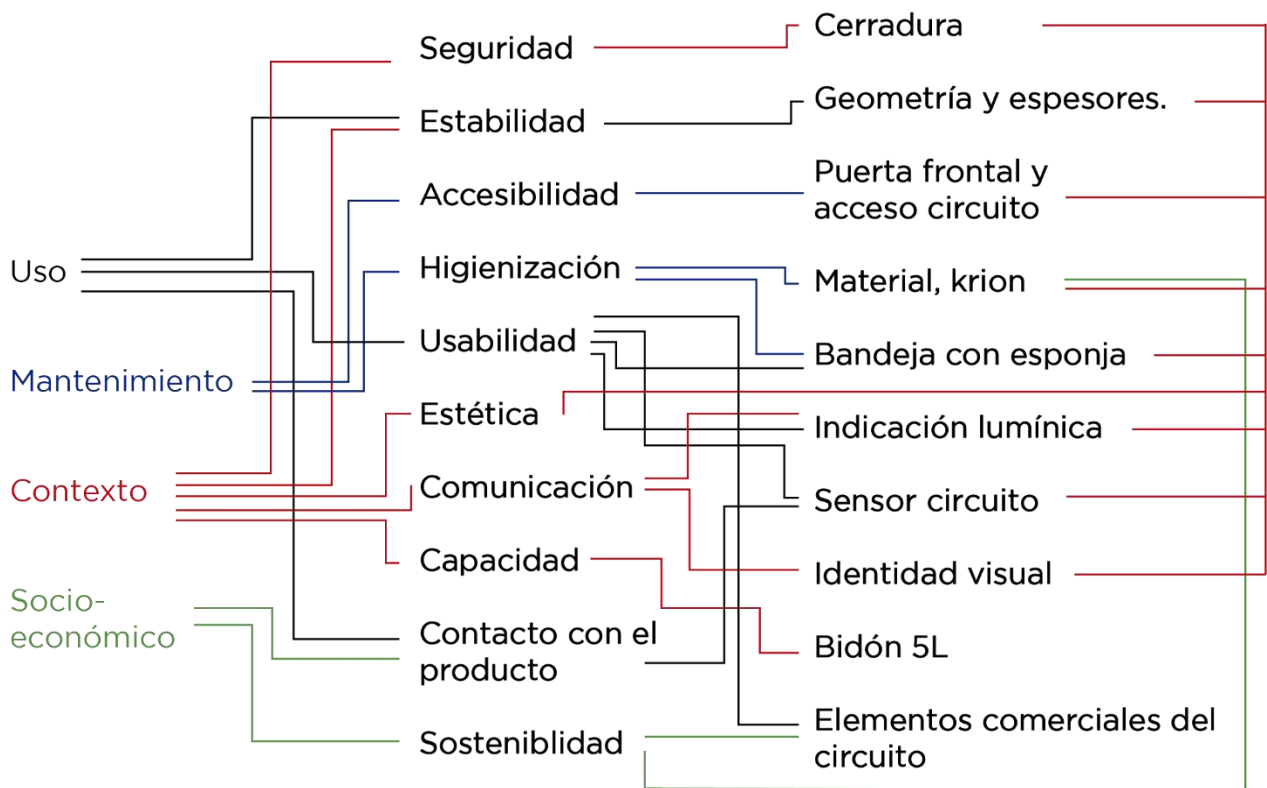 Uso
Mantenimiento
Contexto
Socio-
económico
Seguridad
Estabilidad
Accesibilidad
Higienización
Usabilidad
Estética
Comunicación
Capacidad
Contacto con el
producto
Sosteniblidad
Cerradura
Geometría y espesores.
Puerta frontal y
acceso circuito
Material, krion
Bandeja con esponja
Indicación lumínica
Sensor circuito
Identidad visual
Bidón 5L
Elementos comerciales del
circuito